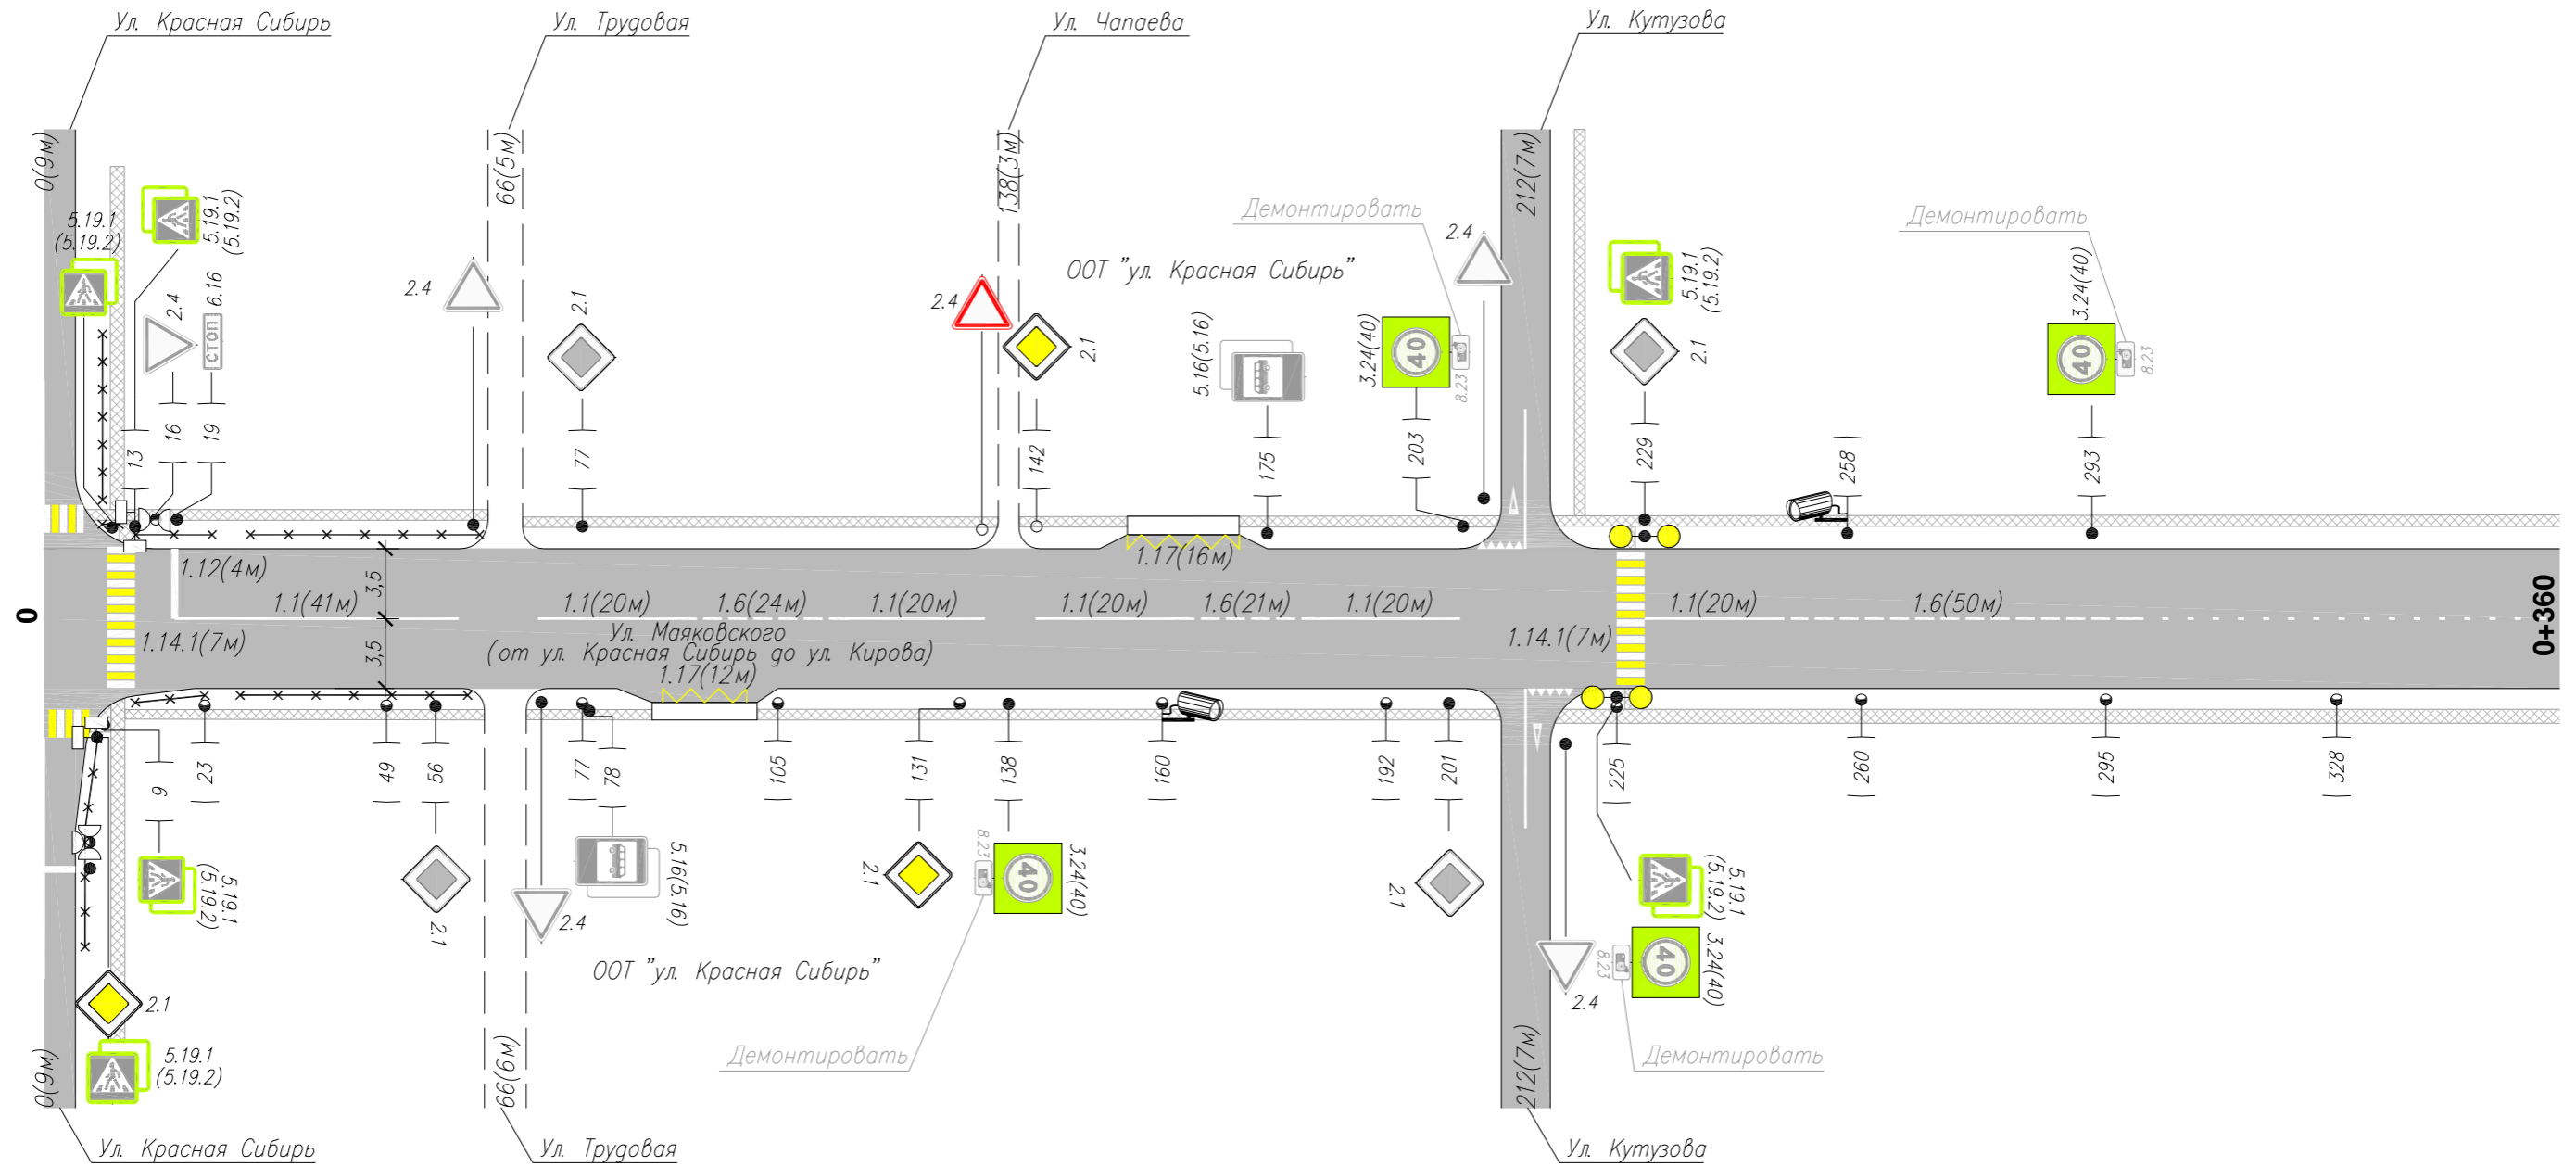 Ул. Красная Сибирь
Ул. Трудовая
Ул. Чапаева
Ул. Кутузова
0(9м)
66(5м)
138(3м)
212(7м)
5.19.1
(5.19.2)
5.19.1
(5.19.2)
2.4
6.16
СТОП
13
16
19
2.4
2.1
77
2.4
2.1
142
ООТ "ул. Красная Сибирь"
5.16(5.16)
175
Демонтировать
3.24(40)
40
8.23
203
2.4
5.19.1
(5.19.2)
2.1
229
258
Демонтировать
3.24(40)
40
8.23
293
0
1.12(4м)
1.1(41м)
1.14.1(7м)
3,5
3,5
1.1(20м)
1.6(24м)
1.1(20м)
1.1(20м)
1.6(21м)
1.1(20м)
1.17(16м)
Ул. Маяковского
(от ул. Красная Сибирь до ул. Кирова)
1.17(12м)
1.14.1(7м)
1.1(20м)
1.6(50м)
0+360
9
23
49
56
77
78
105
131
138
160
192
201
225
260
295
328
5.19.1
(5.19.2)
2.1
5.19.1
(5.19.2)
2.1
2.4
5.16(5.16)
ООТ "ул. Красная Сибирь"
2.1
8.23
40
3.24(40)
Демонтировать
2.1
5.19.1
(5.19.2)
2.4
8.23
40
3.24(40)
Демонтировать
0(9м)
66(6м)
212(7м)
Ул. Красная Сибирь
Ул. Трудовая
Ул. Кутузова